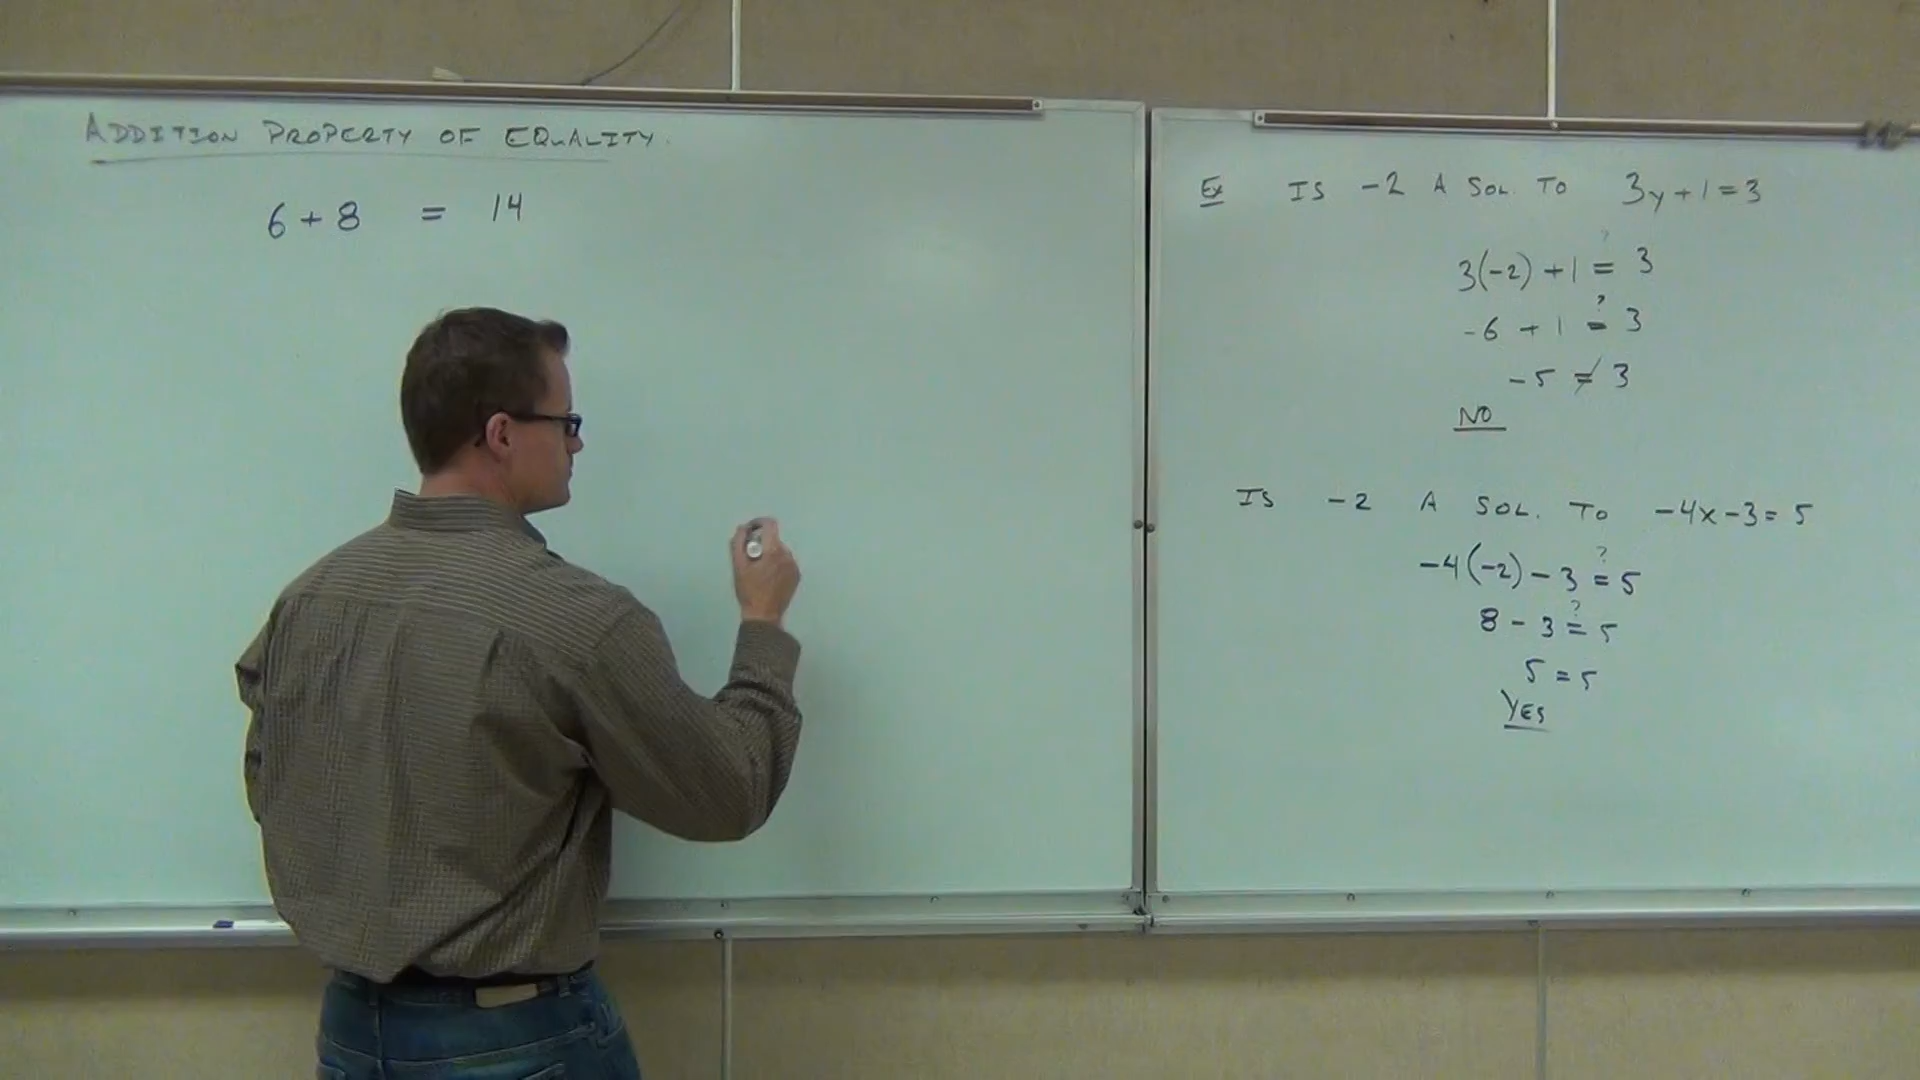 ADDITION PROPERTY OF EQUALITY.
6 + 8 = 14
Ex IS -2 A SOL. TO 3y + 1 = 3
3(-2) + 1 ?= 3
-6 + 1 ?= 3
-5 ≠ 3
NO
IS -2 A SOL. TO -4x - 3 = 5
-4(-2) - 3 ?= 5
8 - 3 ?= 5
5 = 5
YES